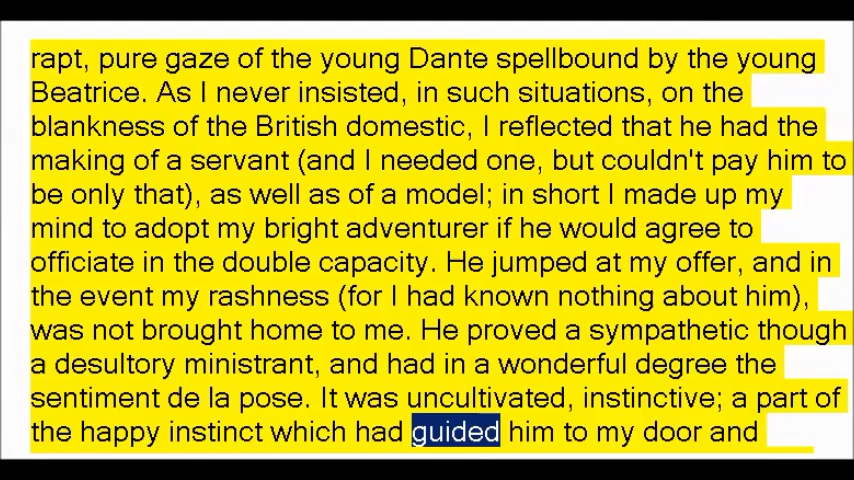 rapt, pure gaze of the young Dante spellbound by the young
Beatrice. As I never insisted, in such situations, on the
blankness of the British domestic, I reflected that he had the
making of a servant (and I needed one, but couldn't pay him to
be only that), as well as of a model; in short I made up my
mind to adopt my bright adventurer if he would agree to
officiate in the double capacity. He jumped at my offer, and in
the event my rashness (for I had known nothing about him),
was not brought home to me. He proved a sympathetic though
a desultory ministrant, and had in a wonderful degree the
sentiment de la pose. It was uncultivated, instinctive; a part of
the happy instinct which had guided him to my door and